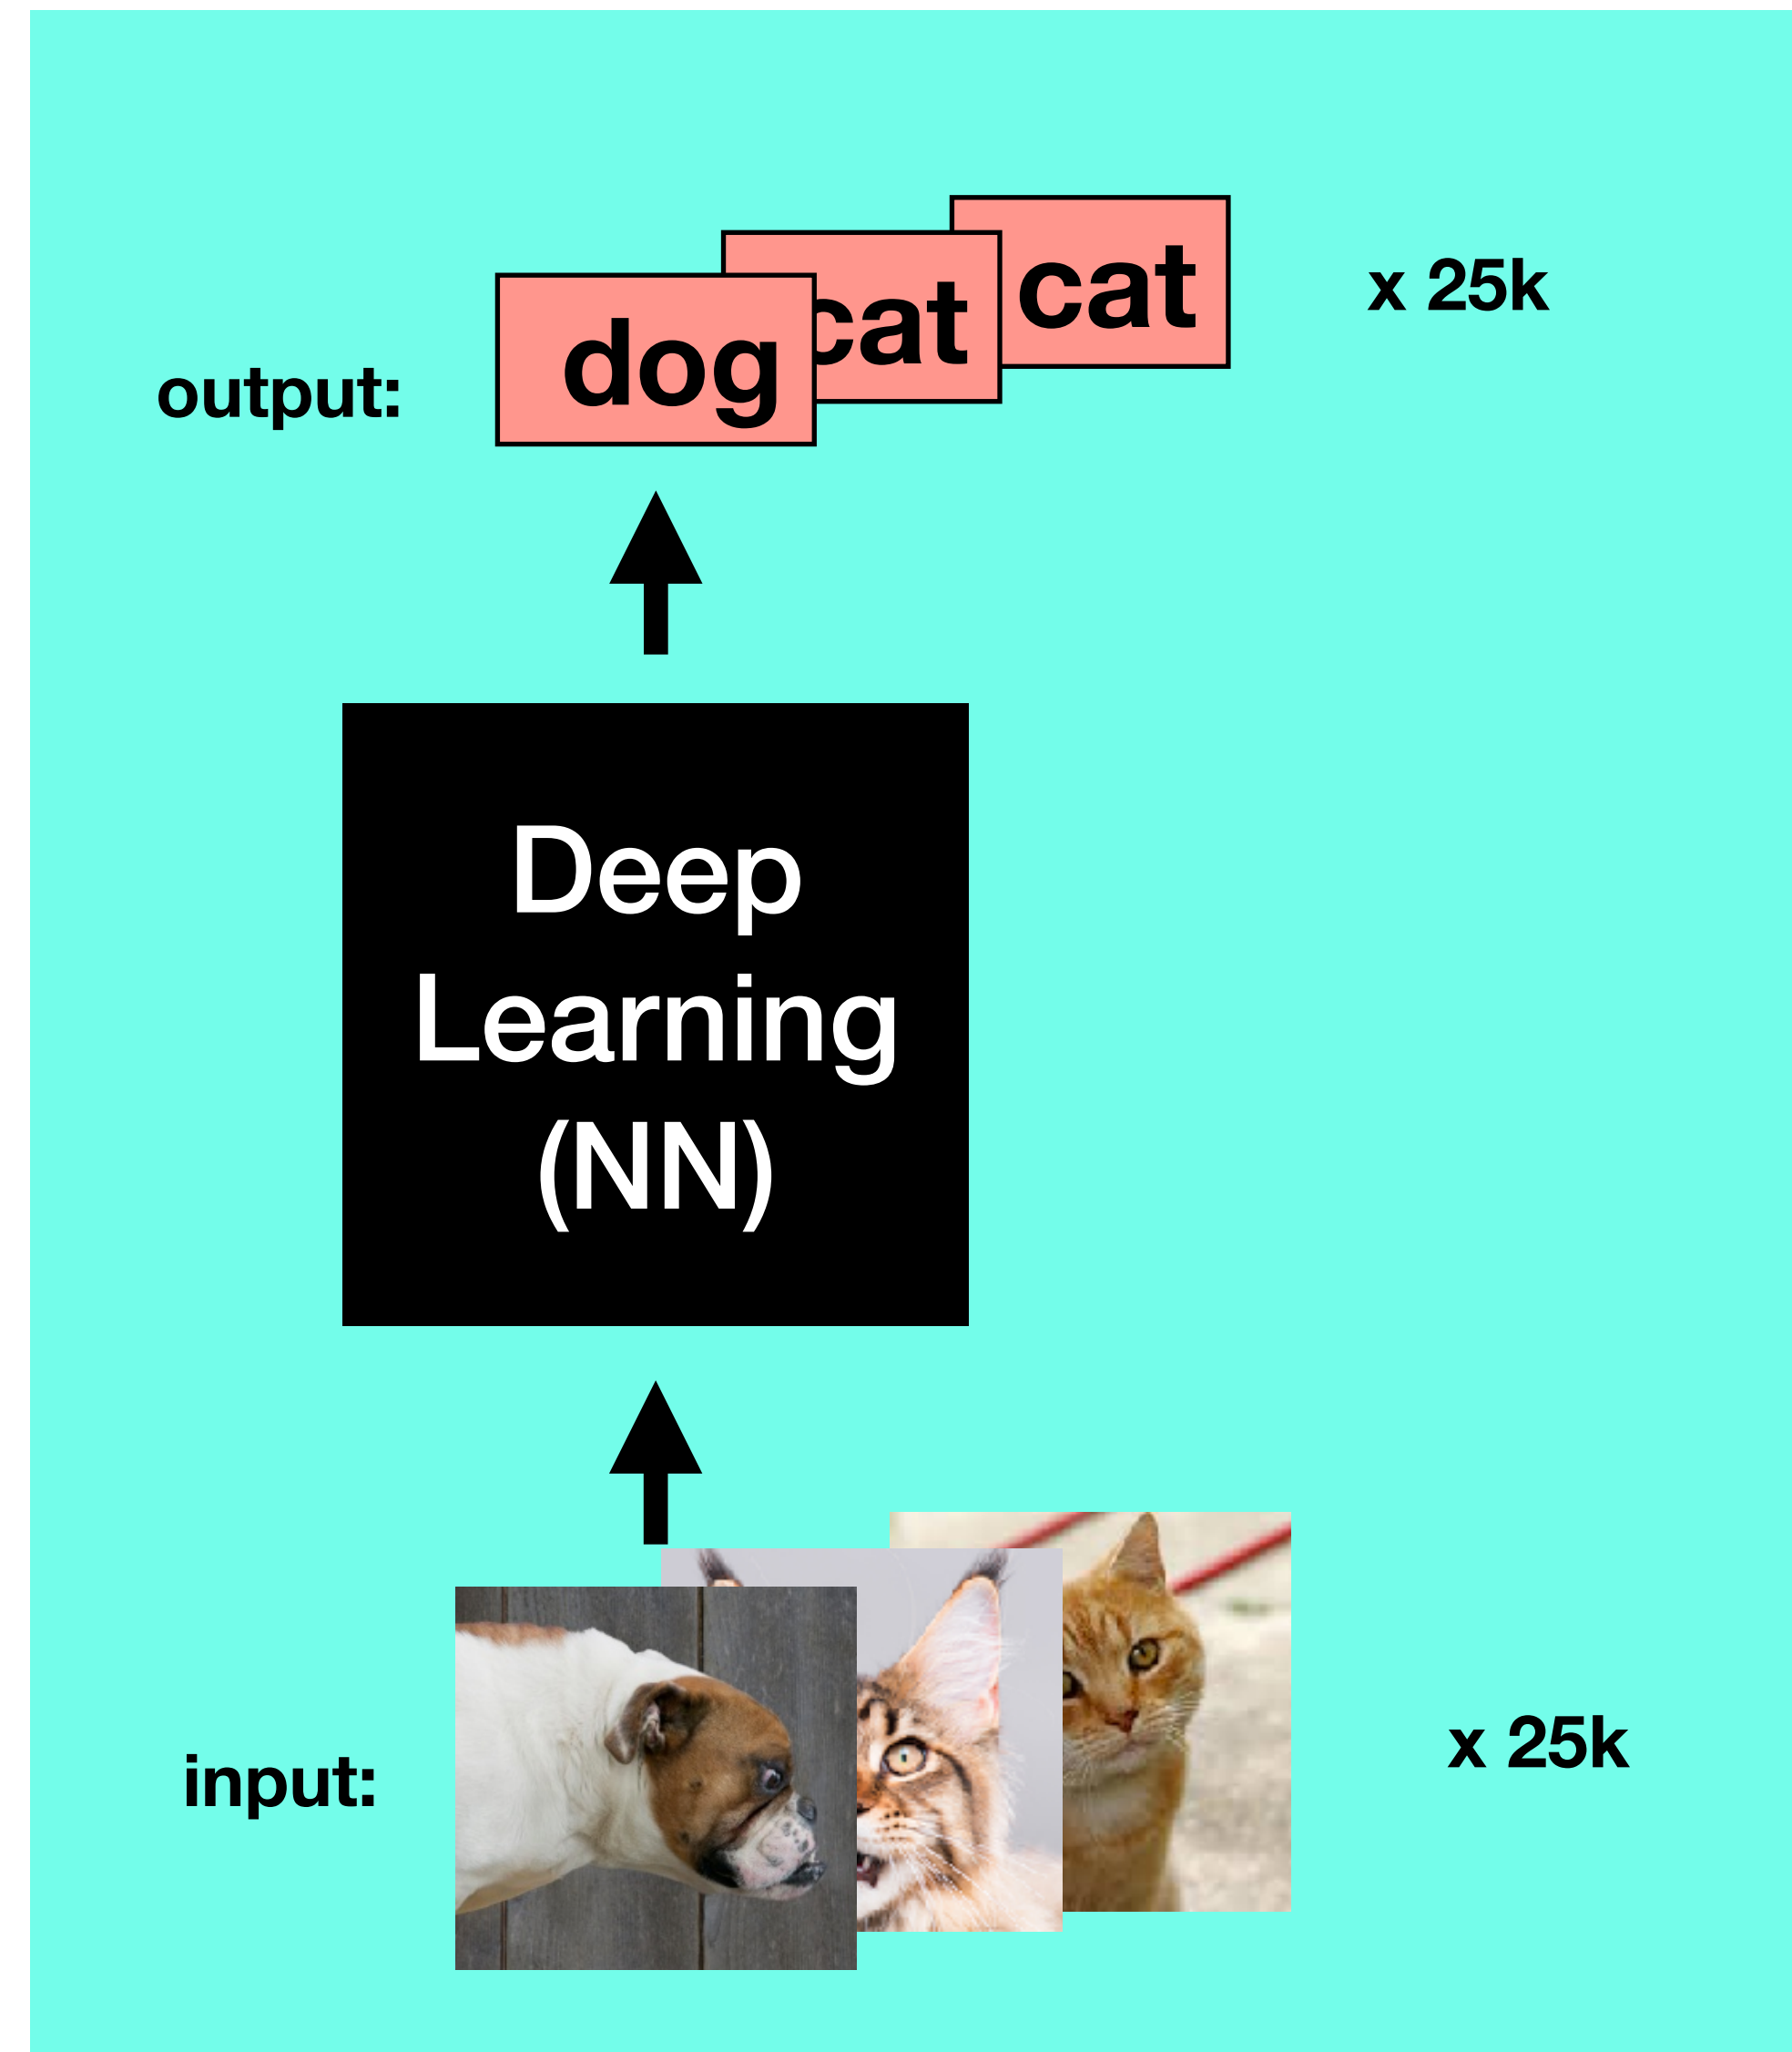 cat
x 25k
cat
dog
output:
Deep
Learning
(NN)
x 25k
input: